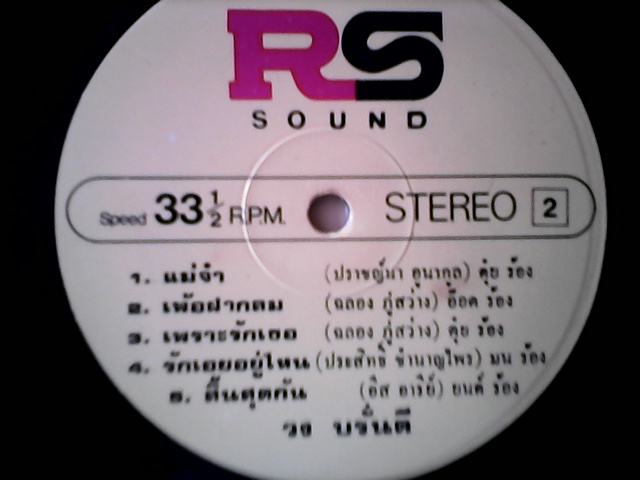 RS
SOUND
Speed 33 1/2 R.P.M. STEREO 2
๑. แม่จ๋า (ปราชญ์นา อุนากูล) ตุ๋ย ร้อง
๒. เพ้อฝากลม (ฉลอง ภู่สว่าง) อ๊อด ร้อง
๓. เพราะรักเธอ (ฉลอง ภู่สว่าง) ตุ๋ย ร้อง
๔. รักเอยอยู่ไหน (ประสิทธิ์ ชำนาญไพร) มน ร้อง
๕. สิ้นสุดกัน (อิส อารีย์) ยนต์ ร้อง
วง บรั่นดี